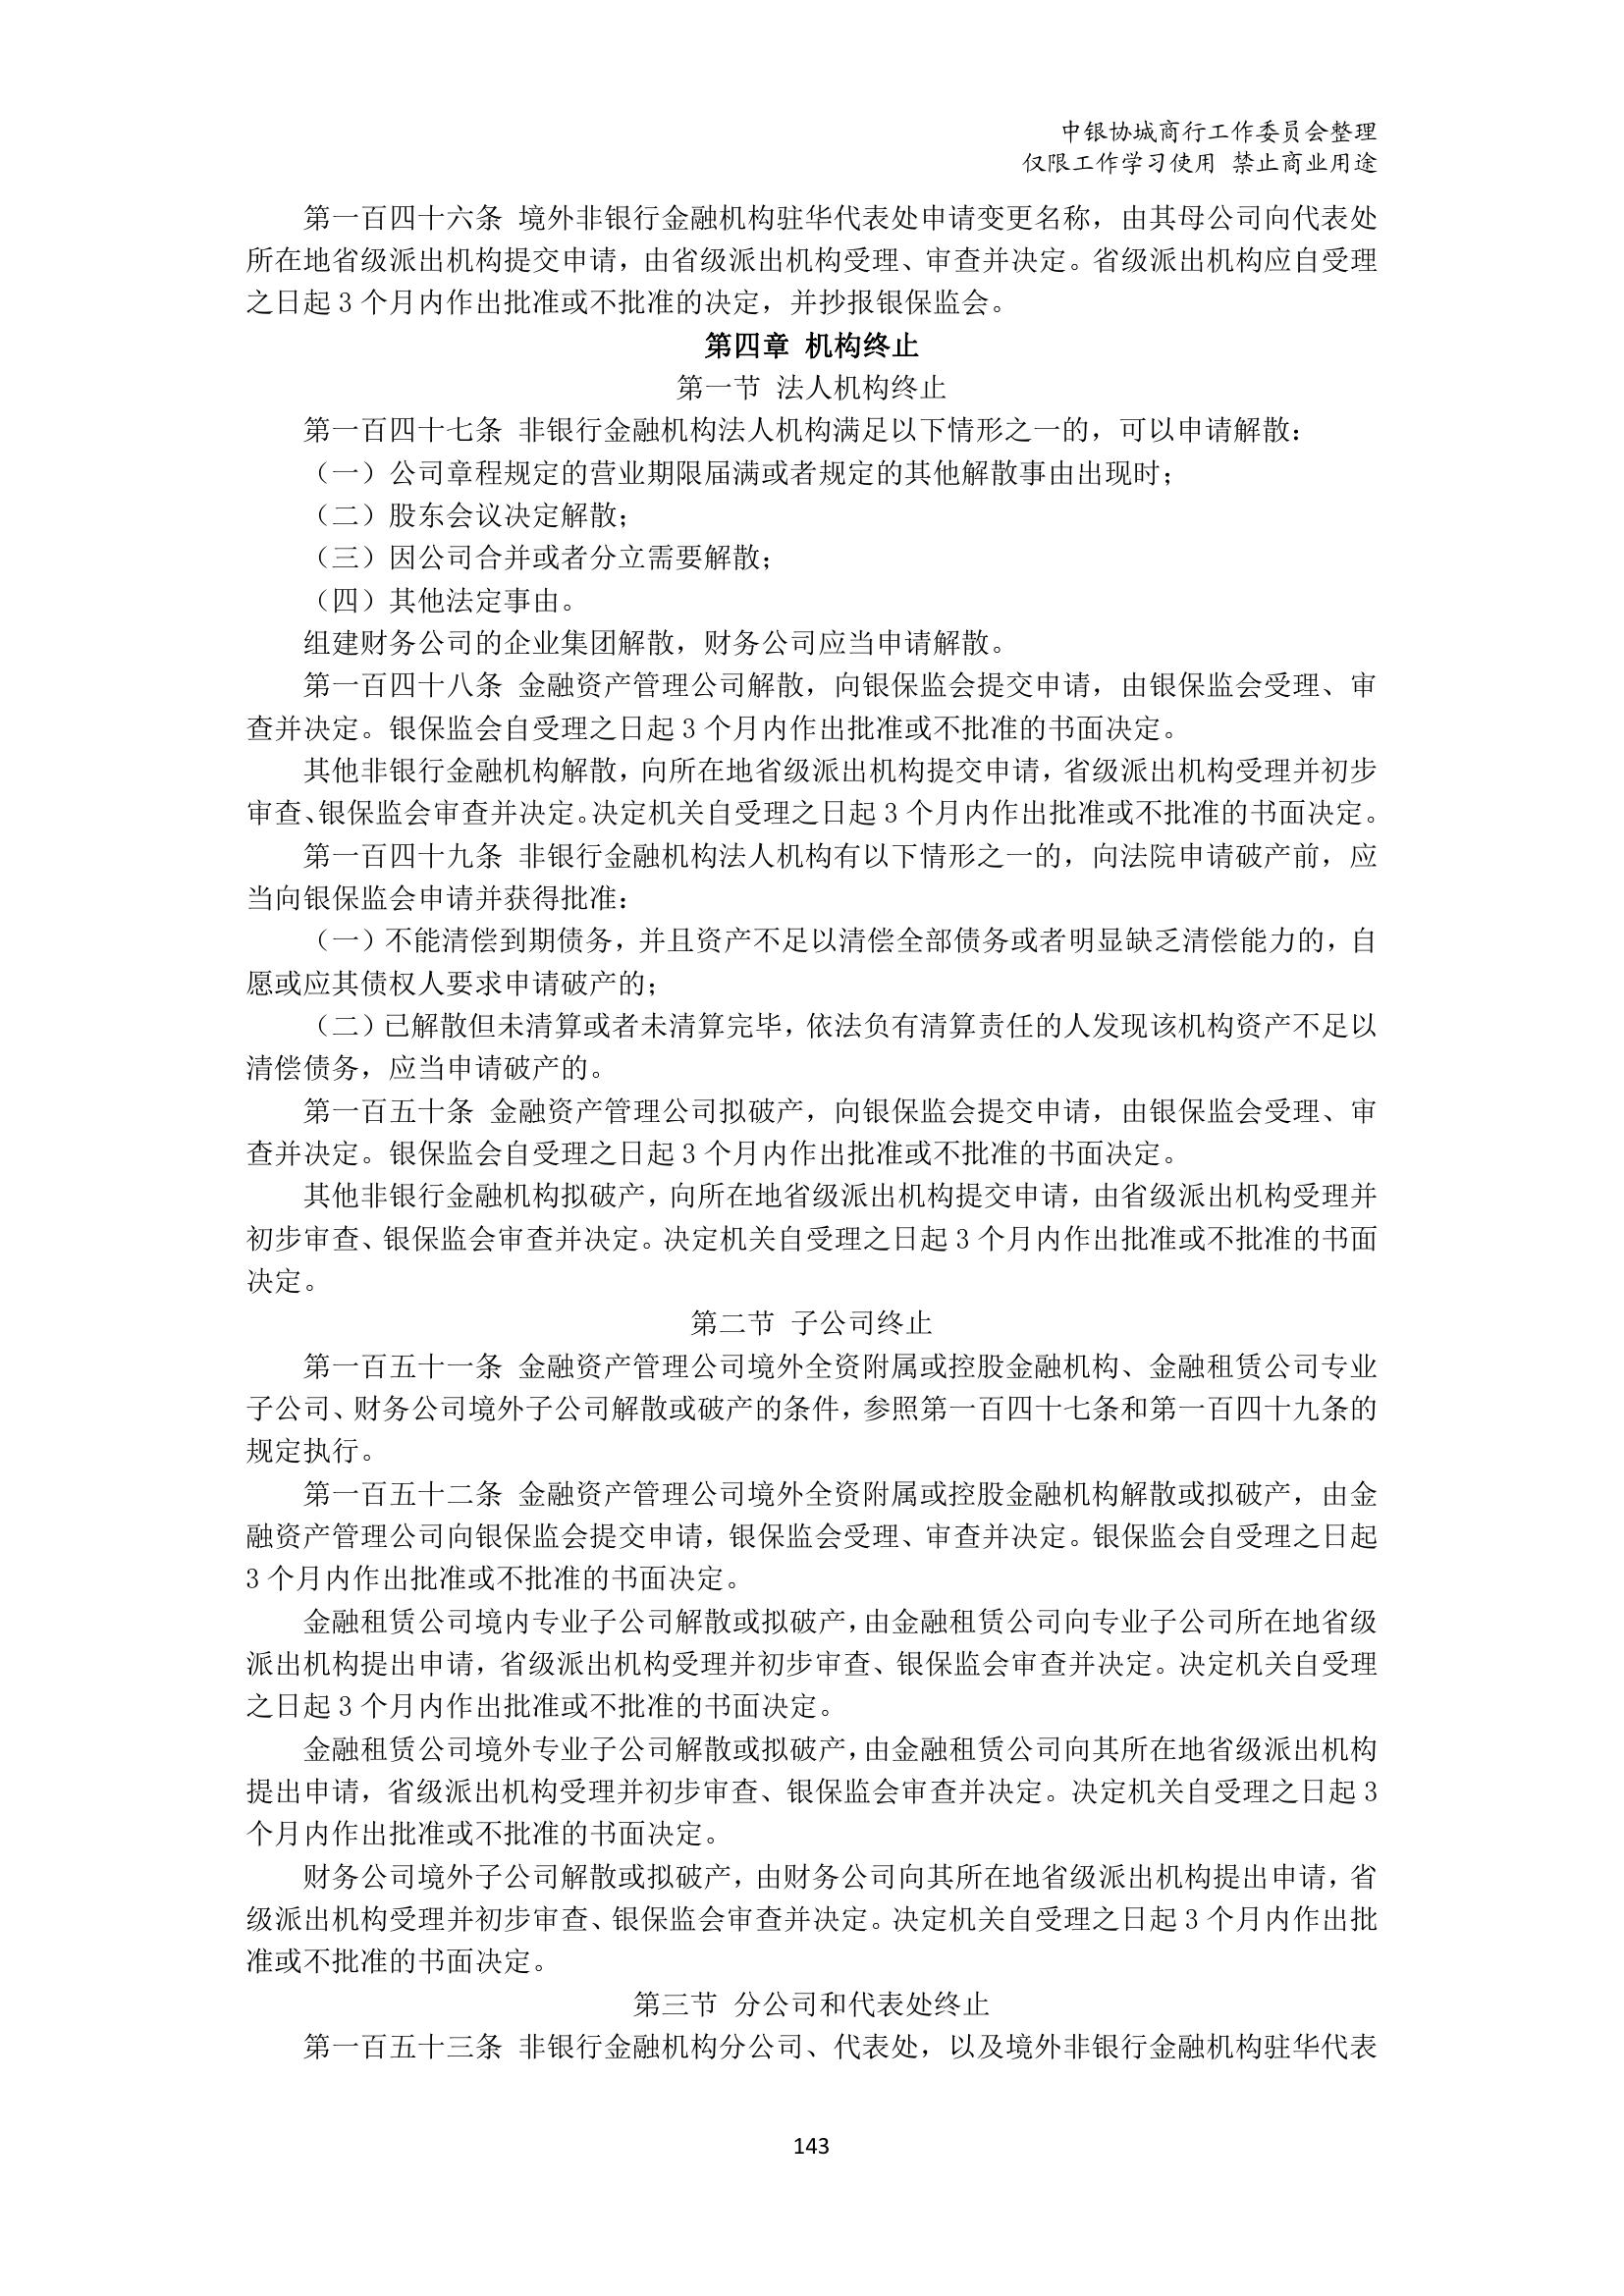 中银协城商行工作委员会整理
仅限工作学习使用 禁止商业用途
第一百四十六条 境外非银行金融机构驻华代表处申请变更名称，由其母公司向代表处
所在地省级派出机构提交申请，由省级派出机构受理、审查并决定。省级派出机构应自受理
之日起 3 个月内作出批准或不批准的决定，并抄报银保监会。
第四章 机构终止
第一节 法人机构终止
第一百四十七条 非银行金融机构法人机构满足以下情形之一的，可以申请解散：
（一）公司章程规定的营业期限届满或者规定的其他解散事由出现时；
（二）股东会议决定解散；
（三）因公司合并或者分立需要解散；
（四）其他法定事由。
组建财务公司的企业集团解散，财务公司应当申请解散。
第一百四十八条 金融资产管理公司解散，向银保监会提交申请，由银保监会受理、审
查并决定。银保监会自受理之日起 3 个月内作出批准或不批准的书面决定。
其他非银行金融机构解散，向所在地省级派出机构提交申请，省级派出机构受理并初步
审查、银保监会审查并决定。决定机关自受理之日起 3 个月内作出批准或不批准的书面决定。
第一百四十九条 非银行金融机构法人机构有以下情形之一的，向法院申请破产前，应
当向银保监会申请并获得批准：
（一）不能清偿到期债务，并且资产不足以清偿全部债务或者明显缺乏清偿能力的，自
愿或应其债权人要求申请破产的；
（二）已解散但未清算或者未清算完毕，依法负有清算责任的人发现该机构资产不足以
清偿债务，应当申请破产的。
第一百五十条 金融资产管理公司拟破产，向银保监会提交申请，由银保监会受理、审
查并决定。银保监会自受理之日起 3 个月内作出批准或不批准的书面决定。
其他非银行金融机构拟破产，向所在地省级派出机构提交申请，由省级派出机构受理并
初步审查、银保监会审查并决定。决定机关自受理之日起 3 个月内作出批准或不批准的书面
决定。
第二节 子公司终止
第一百五十一条 金融资产管理公司境外全资附属或控股金融机构、金融租赁公司专业
子公司、财务公司境外子公司解散或破产的条件，参照第一百四十七条和第一百四十九条的
规定执行。
第一百五十二条 金融资产管理公司境外全资附属或控股金融机构解散或拟破产，由金
融资产管理公司向银保监会提交申请，银保监会受理、审查并决定。银保监会自受理之日起
3 个月内作出批准或不批准的书面决定。
金融租赁公司境内专业子公司解散或拟破产，由金融租赁公司向专业子公司所在地省级
派出机构提出申请，省级派出机构受理并初步审查、银保监会审查并决定。决定机关自受理
之日起 3 个月内作出批准或不批准的书面决定。
金融租赁公司境外专业子公司解散或拟破产，由金融租赁公司向其所在地省级派出机构
提出申请，省级派出机构受理并初步审查、银保监会审查并决定。决定机关自受理之日起 3
个月内作出批准或不批准的书面决定。
财务公司境外子公司解散或拟破产，由财务公司向其所在地省级派出机构提出申请，省
级派出机构受理并初步审查、银保监会审查并决定。决定机关自受理之日起 3 个月内作出批
准或不批准的书面决定。
第三节 分公司和代表处终止
第一百五十三条 非银行金融机构分公司、代表处，以及境外非银行金融机构驻华代表
143